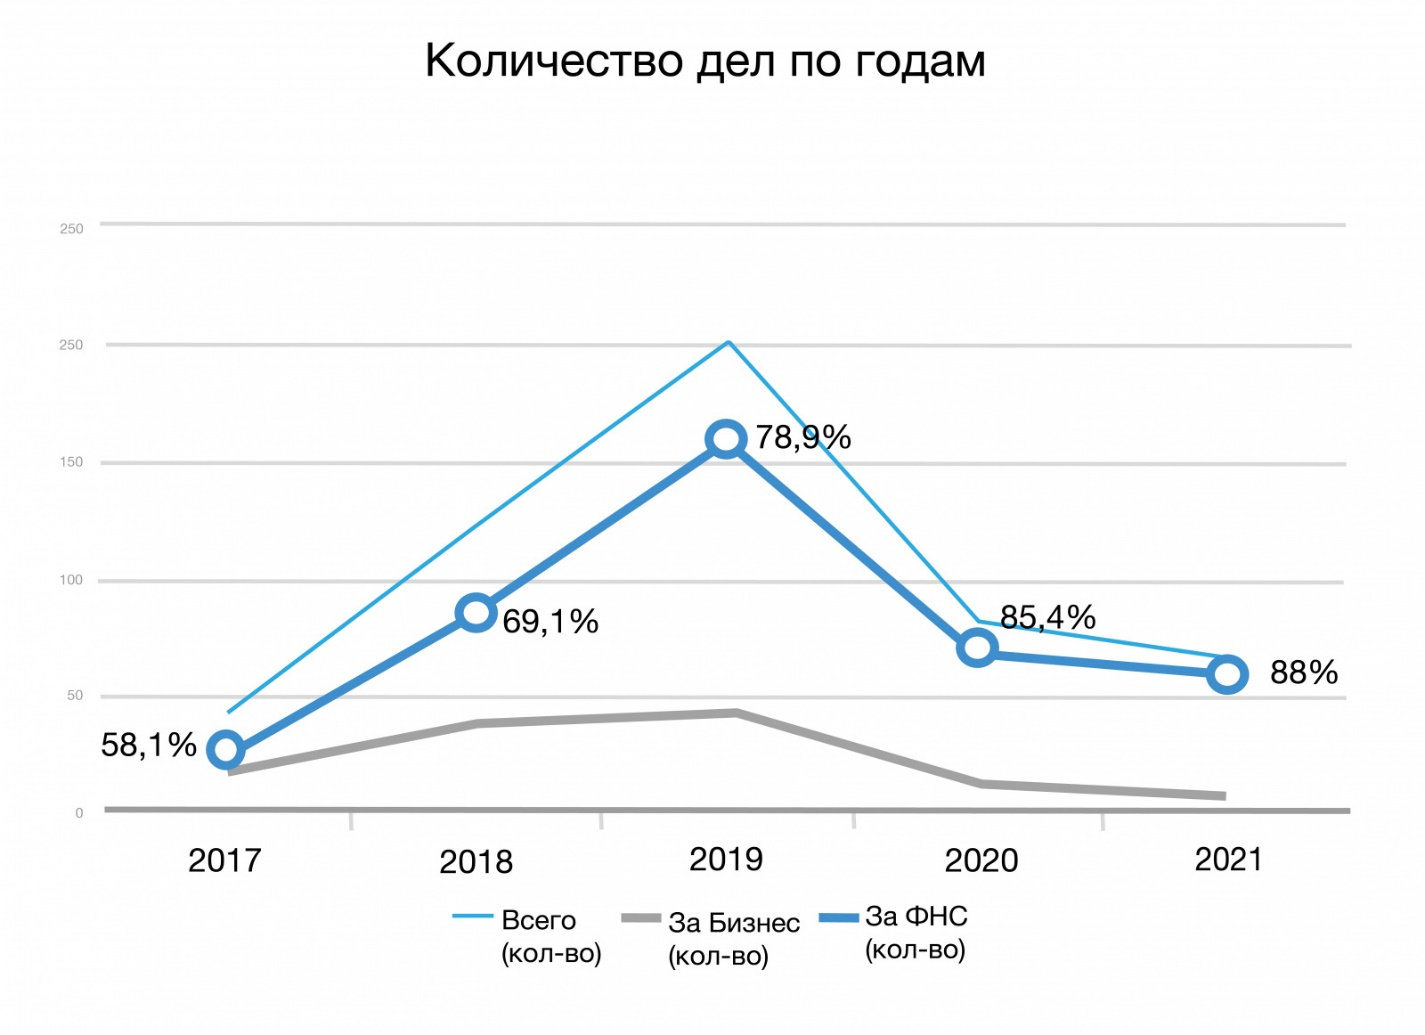 Количество дел по годам
250
250
150
100
50
0
78,9%
69,1%
85,4%
88%
58,1%
2017
2018
2019
2020
2021
Всего
(кол-во)
За Бизнес
(кол-во)
За ФНС
(кол-во)